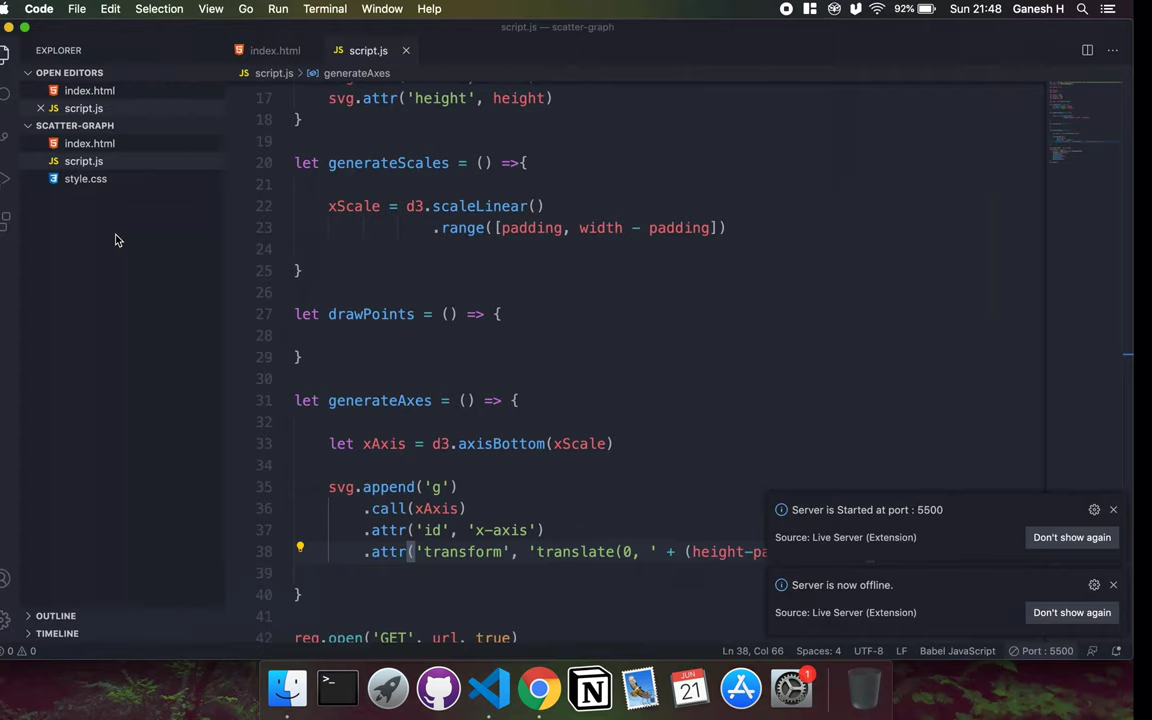 Code File Edit Selection View Go Run Terminal Window Help 92% Sun 21:48 Ganesh H
script.js — scatter-graph
EXPLORER
index.html script.js
OPEN EDITORS
script.js > generateAxes
index.html
script.js
SCATTER-GRAPH
index.html
script.js
style.css
17 svg.attr('height', height)
18 }
19
20 let generateScales = () =>{
21
22 xScale = d3.scaleLinear()
23 .range([padding, width - padding])
24
25 }
26
27 let drawPoints = () => {
28
29 }
30
31 let generateAxes = () => {
32
33 let xAxis = d3.axisBottom(xScale)
34
35 svg.append('g')
36 .call(xAxis)
37 .attr('id', 'x-axis')
38 .attr('transform', 'translate(0, ' + (height-pa
39
40 }
41
42 req.open('GET', url, true)
Server is Started at port : 5500
Source: Live Server (Extension) Don't show again
Server is now offline.
Source: Live Server (Extension) Don't show again
OUTLINE
TIMELINE
0 0 Ln 38, Col 66 Spaces: 4 UTF-8 LF Babel JavaScript Port : 5500
JUN
21
1